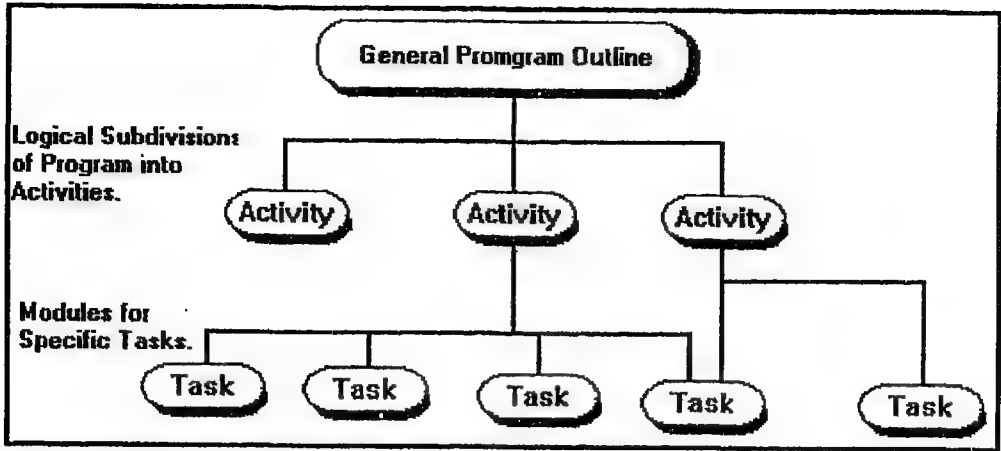 General Promgram Outline
Logical Subdivisions
of Program into
Activities.
Activity
Activity
Activity
Modules for
Specific Tasks.
Task
Task
Task
Task
Task